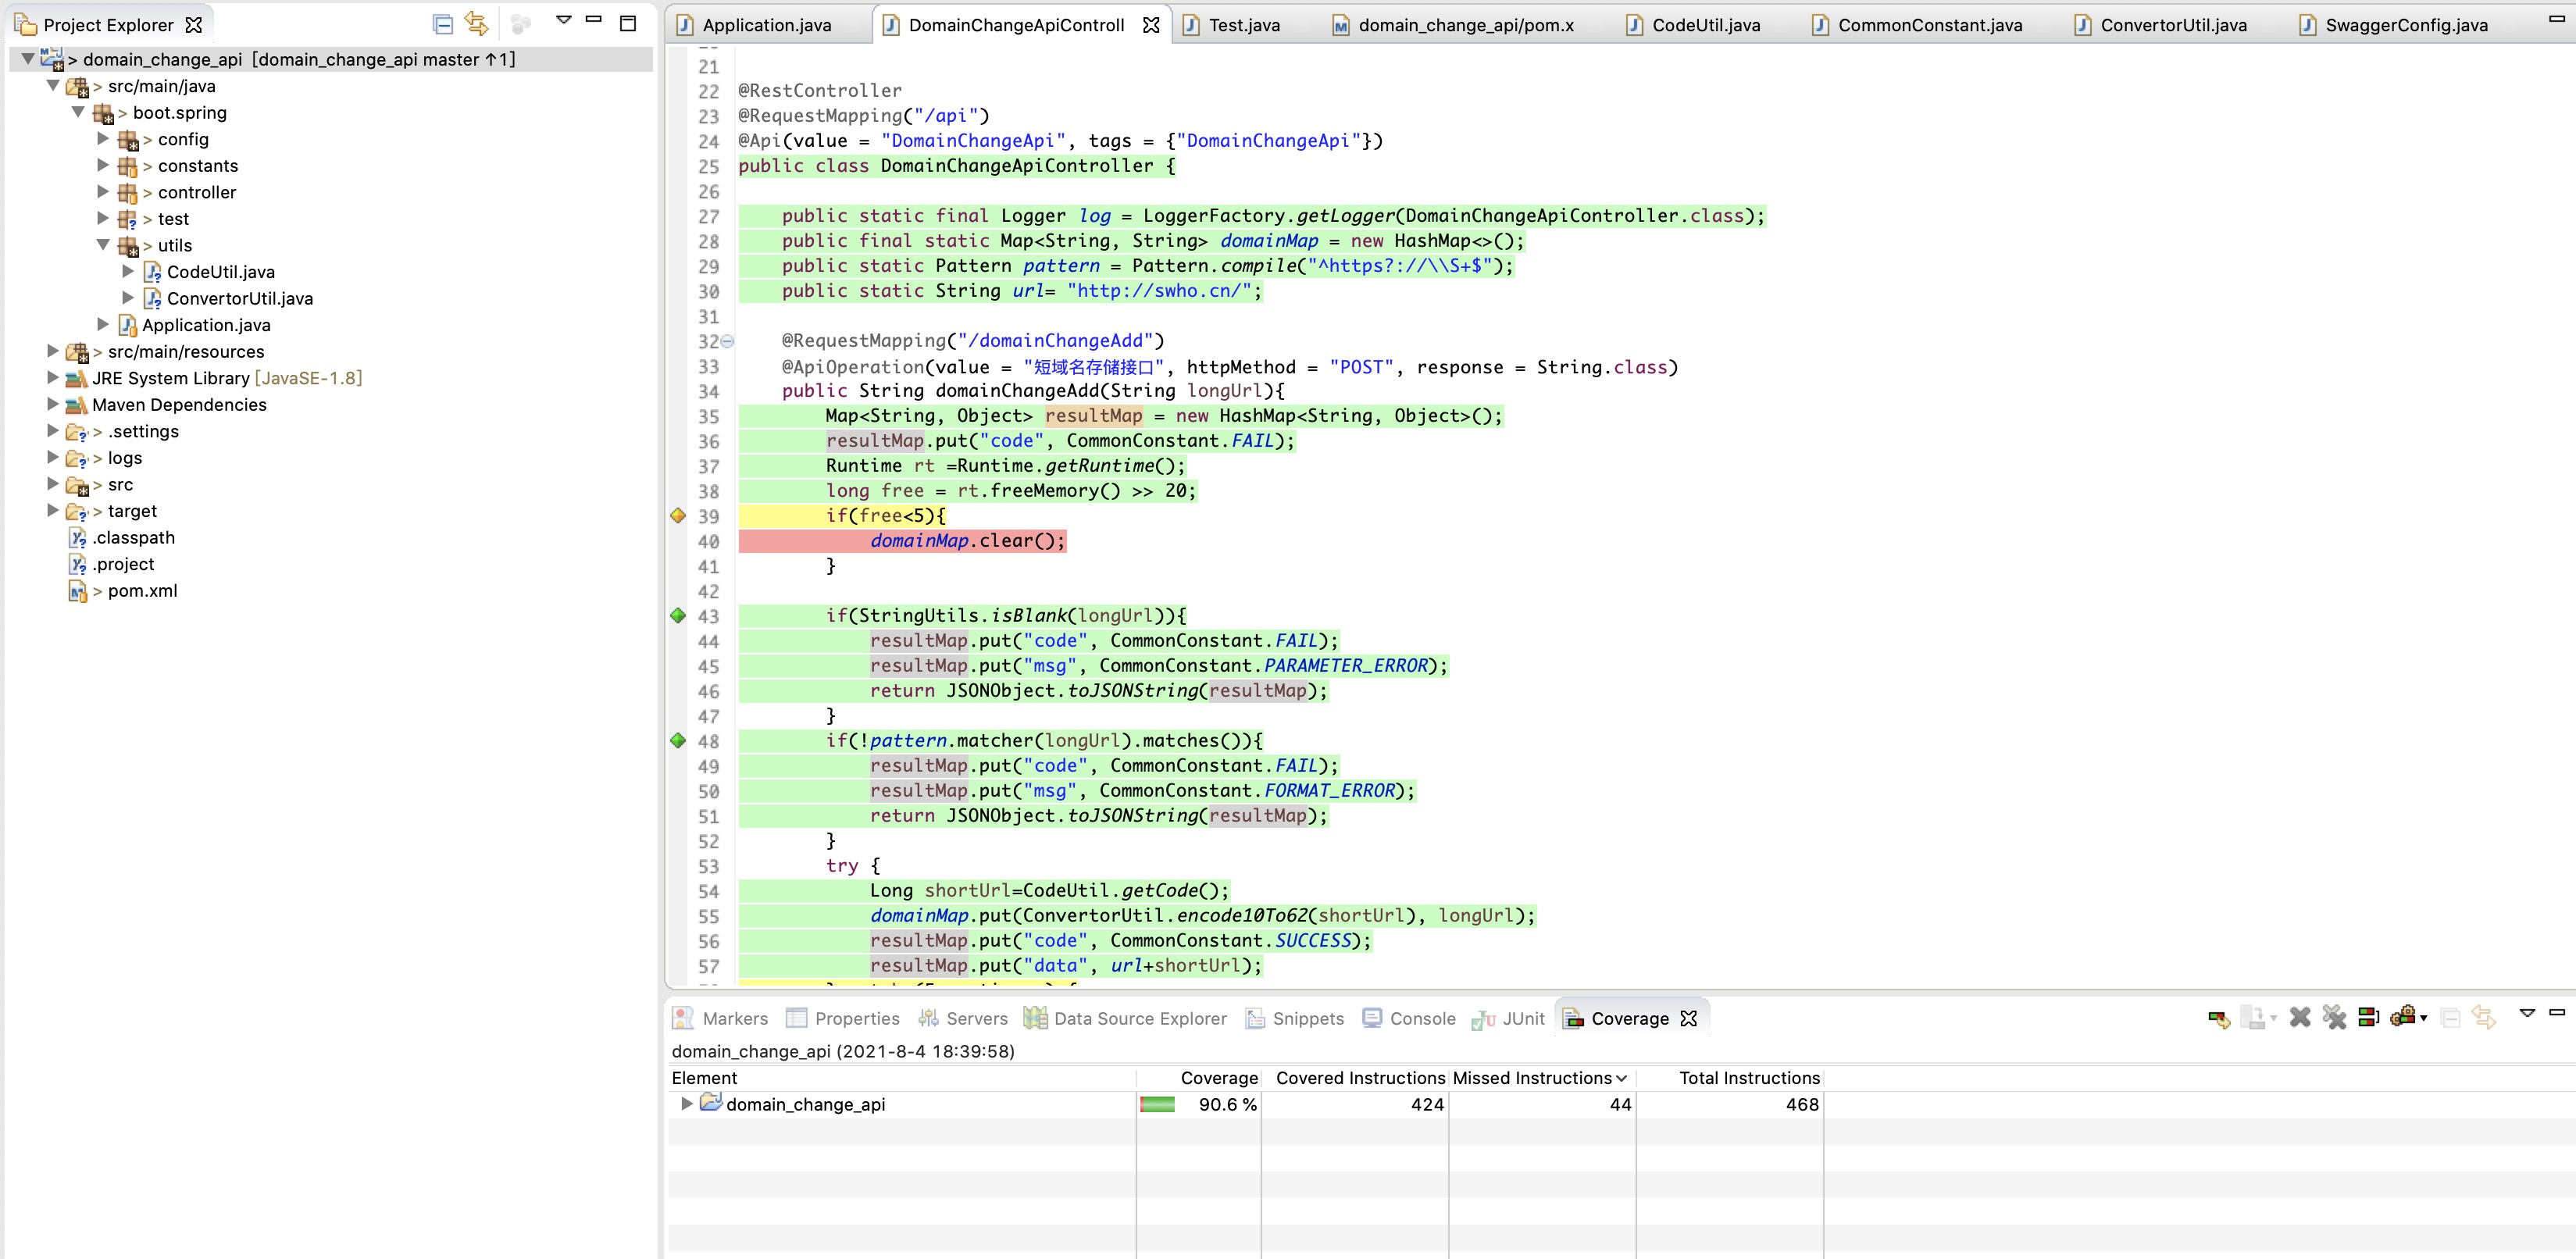 Project Explorer
> domain_change_api [domain_change_api master ↑1]
> src/main/java
> boot.spring
> config
> constants
> controller
> test
> utils
CodeUtil.java
ConvertorUtil.java
Application.java
> src/main/resources
JRE System Library [JavaSE-1.8]
Maven Dependencies
> .settings
> logs
> src
> target
.classpath
.project
> pom.xml
Application.java DomainChangeApiControll Test.java domain_change_api/pom.x CodeUtil.java CommonConstant.java ConvertorUtil.java SwaggerConfig.java
21
22 @RestController
23 @RequestMapping("/api")
24 @Api(value = "DomainChangeApi", tags = {"DomainChangeApi"})
25 public class DomainChangeApiController {
26
27 public static final Logger log = LoggerFactory.getLogger(DomainChangeApiController.class);
28 public final static Map<String, String> domainMap = new HashMap<>();
29 public static Pattern pattern = Pattern.compile("^https?://\\S+$");
30 public static String url= "http://swho.cn/";
31
32 @RequestMapping("/domainChangeAdd")
33 @ApiOperation(value = "短域名存储接口", httpMethod = "POST", response = String.class)
34 public String domainChangeAdd(String longUrl){
35 Map<String, Object> resultMap = new HashMap<String, Object>();
36 resultMap.put("code", CommonConstant.FAIL);
37 Runtime rt =Runtime.getRuntime();
38 long free = rt.freeMemory() >> 20;
39 if(free<5){
40 domainMap.clear();
41 }
42
43 if(StringUtils.isBlank(longUrl)){
44 resultMap.put("code", CommonConstant.FAIL);
45 resultMap.put("msg", CommonConstant.PARAMETER_ERROR);
46 return JSONObject.toJSONString(resultMap);
47 }
48 if(!pattern.matcher(longUrl).matches()){
49 resultMap.put("code", CommonConstant.FAIL);
50 resultMap.put("msg", CommonConstant.FORMAT_ERROR);
51 return JSONObject.toJSONString(resultMap);
52 }
53 try {
54 Long shortUrl=CodeUtil.getCode();
55 domainMap.put(ConvertorUtil.encode10To62(shortUrl), longUrl);
56 resultMap.put("code", CommonConstant.SUCCESS);
57 resultMap.put("data", url+shortUrl);
Markers Properties Servers Data Source Explorer Snippets Console JUnit Coverage
domain_change_api (2021-8-4 18:39:58)
Element Coverage Covered Instructions Missed Instructions Total Instructions
domain_change_api 90.6 % 424 44 468